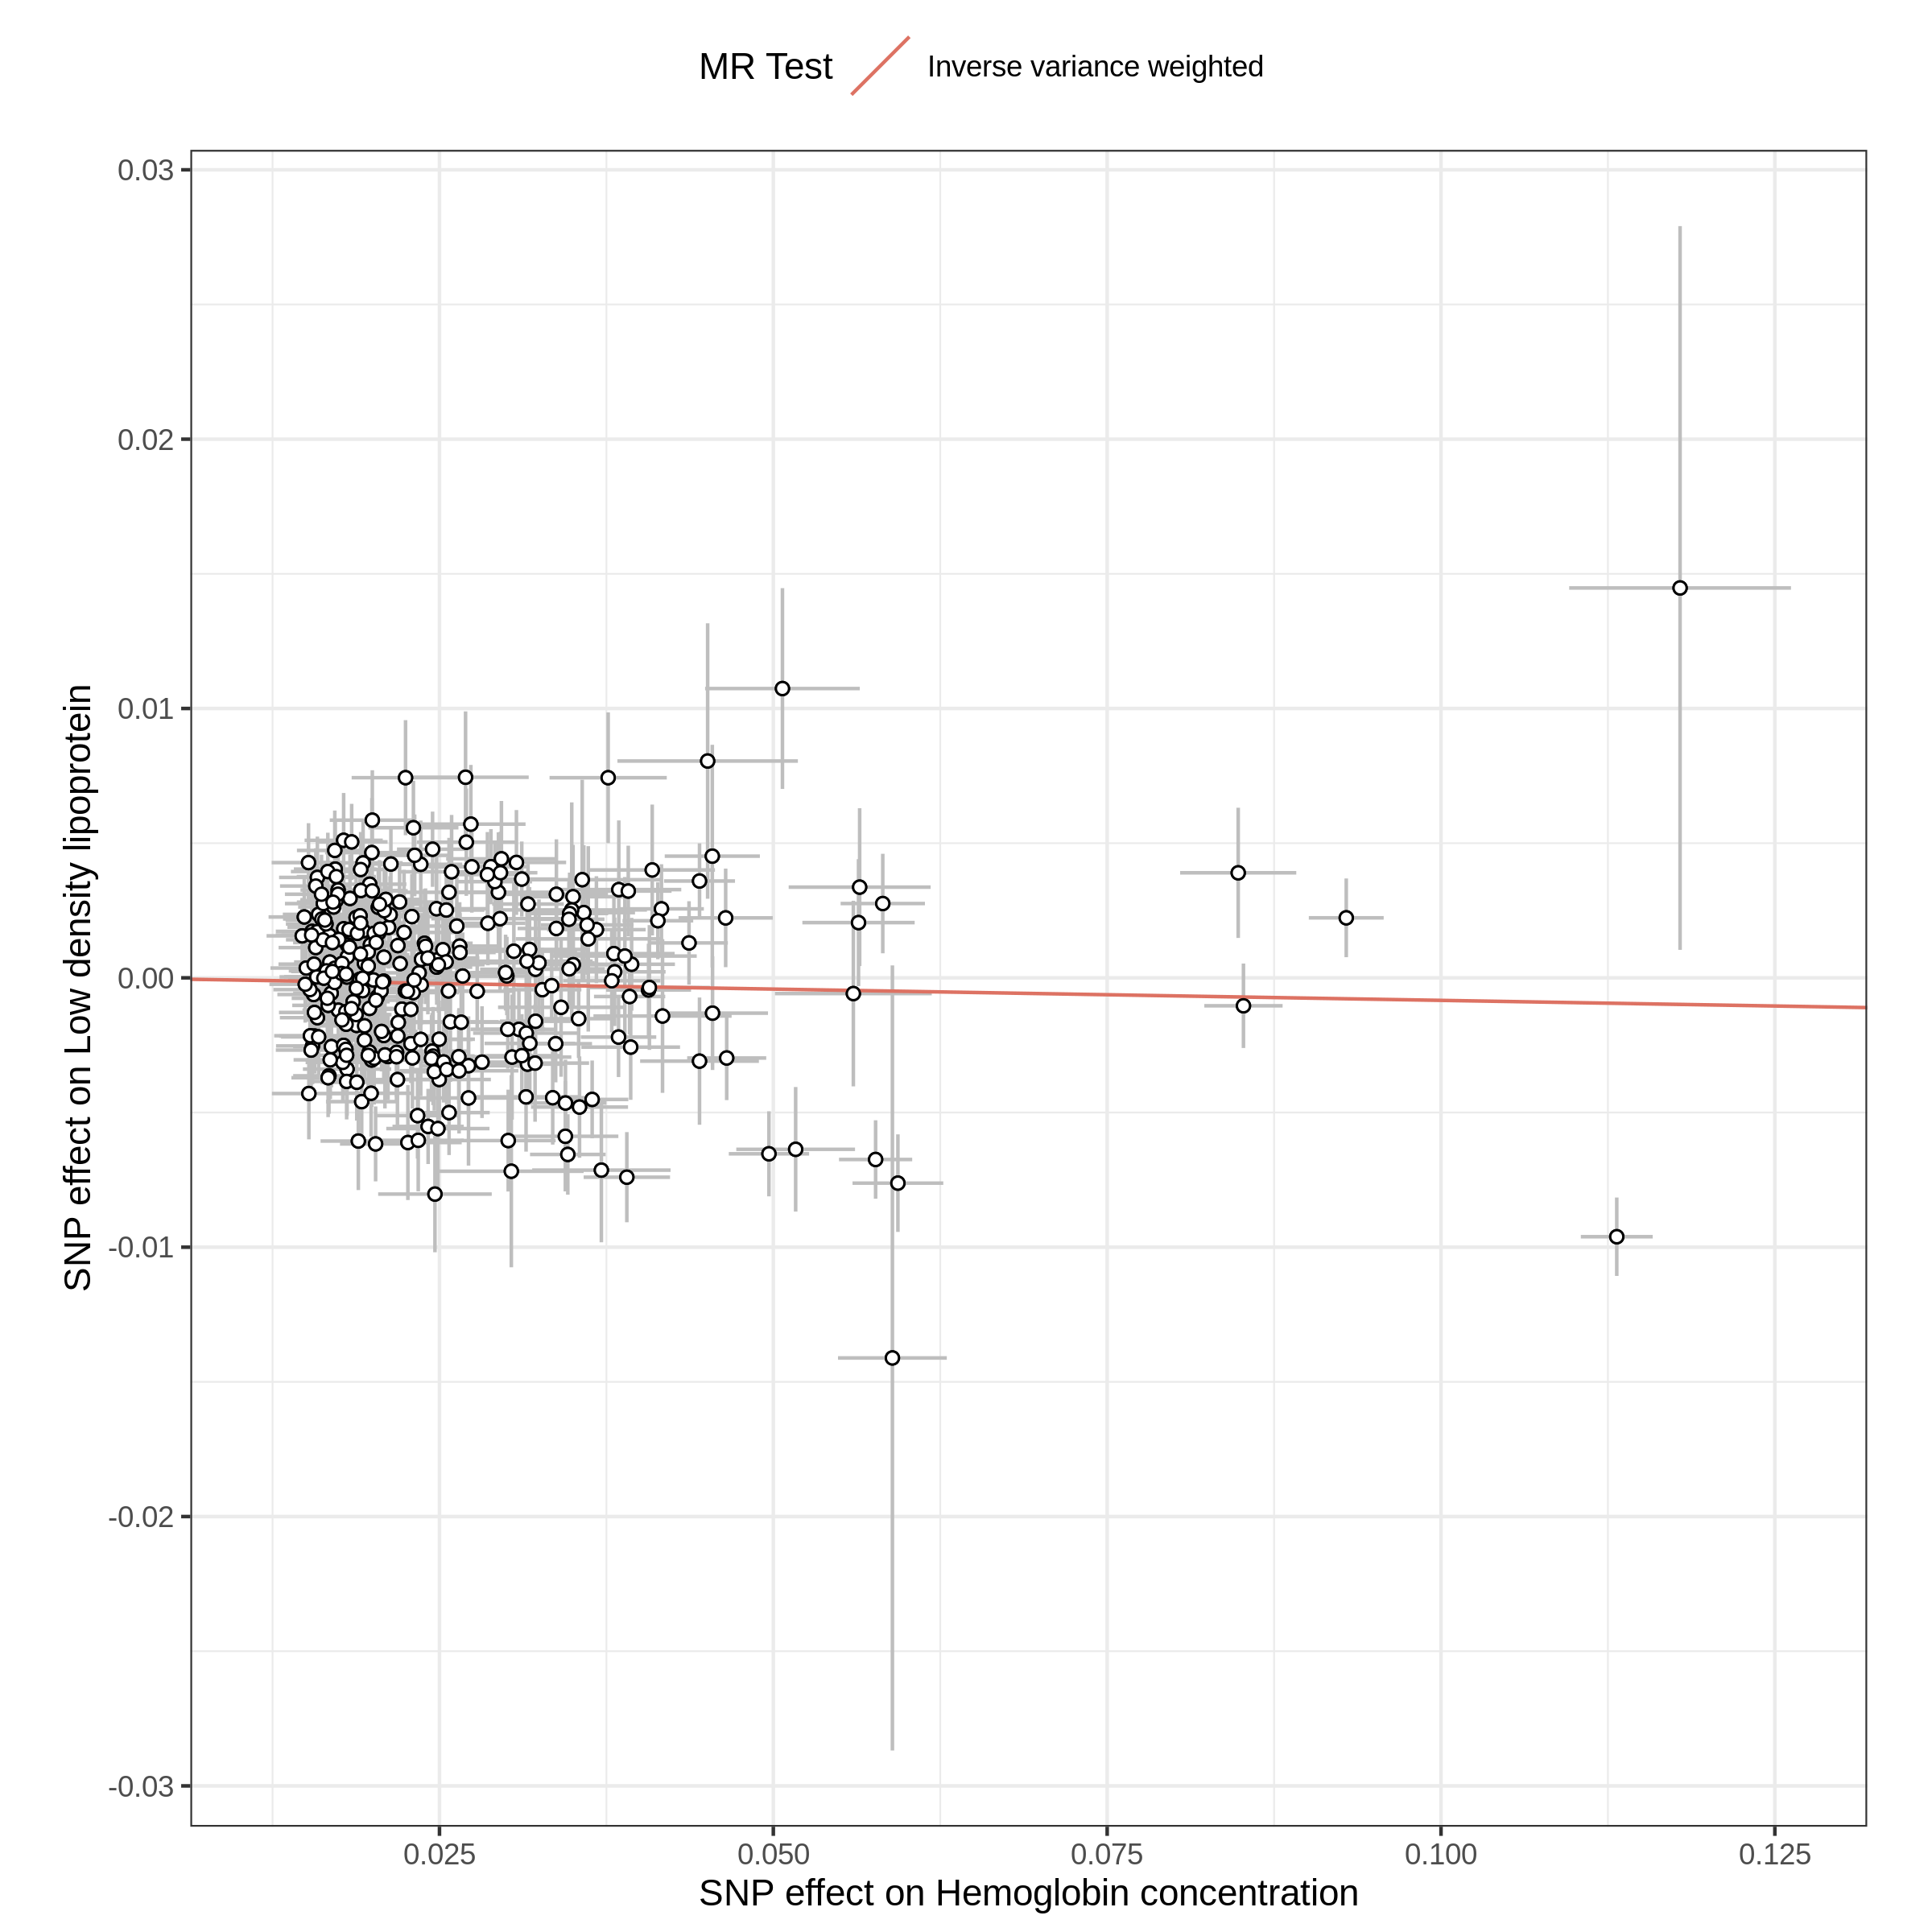 MR Test Inverse variance weighted
0.03
0.02
0.01
0.00
-0.01
-0.02
-0.03
SNP effect on Low density lipoprotein
0.025 0.050 0.075 0.100 0.125
SNP effect on Hemoglobin concentration